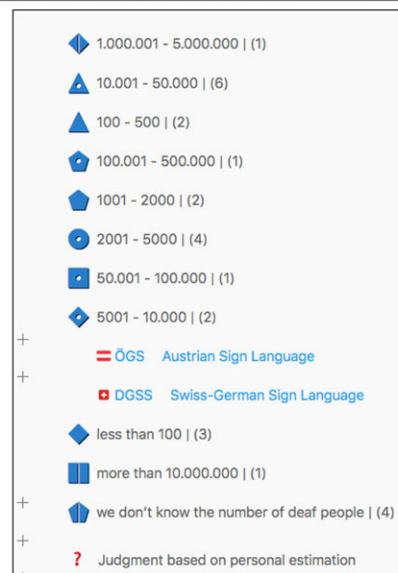 1.000.001 - 5.000.000 | (1)
10.001 - 50.000 | (6)
100 - 500 | (2)
100.001 - 500.000 | (1)
1001 - 2000 | (2)
2001 - 5000 | (4)
50.001 - 100.000 | (1)
5001 - 10.000 | (2)
ÖGS Austrian Sign Language
DGSS Swiss-German Sign Language
less than 100 | (3)
more than 10.000.000 | (1)
we don't know the number of deaf people | (4)
? Judgment based on personal estimation